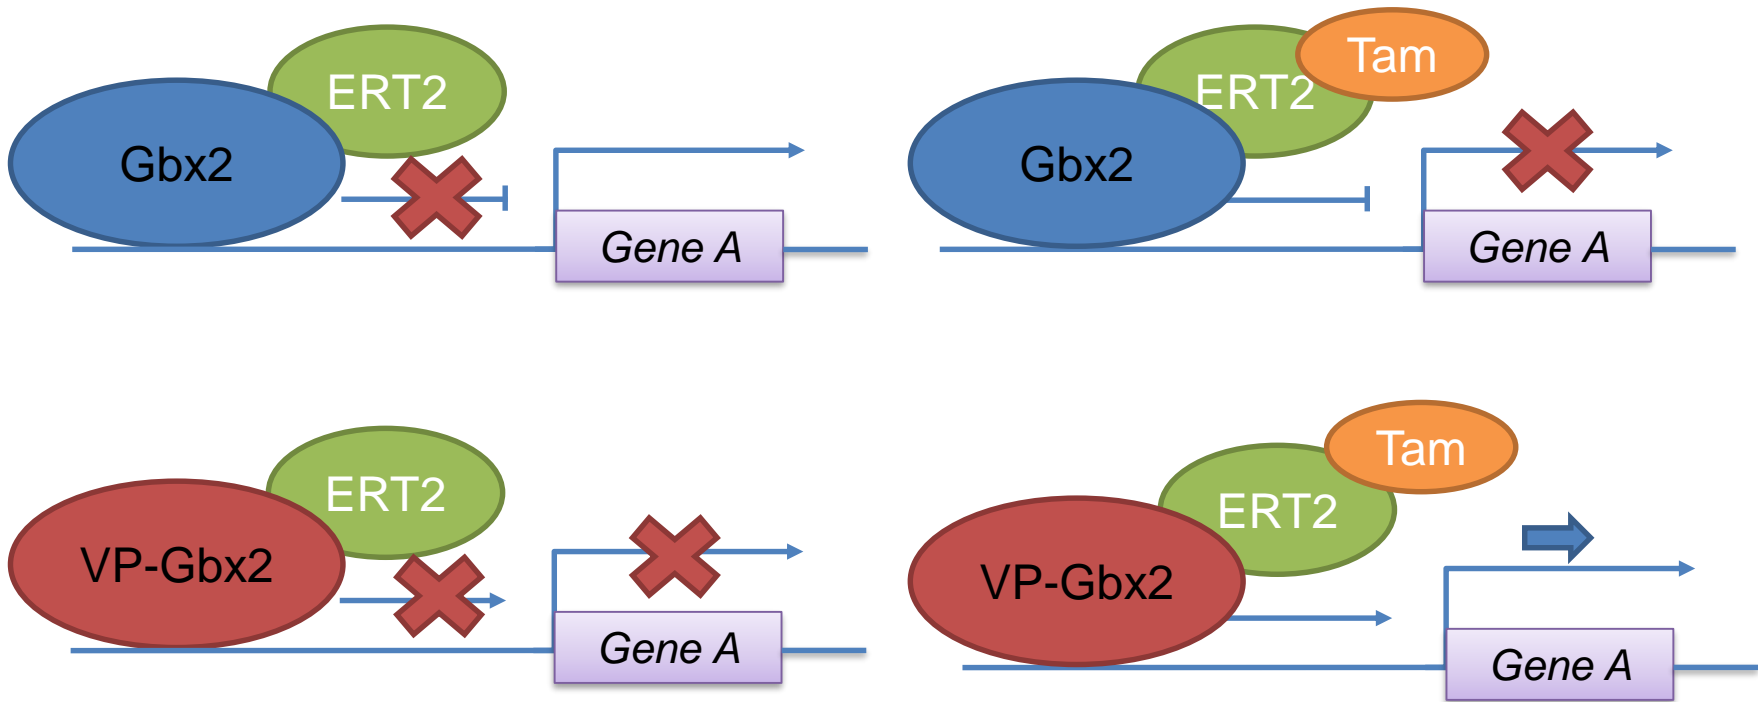 ERT2
Gbx2
Gene A
Tam
ERT2
Gbx2
Gene A
ERT2
VP-Gbx2
Gene A
Tam
ERT2
VP-Gbx2
Gene A